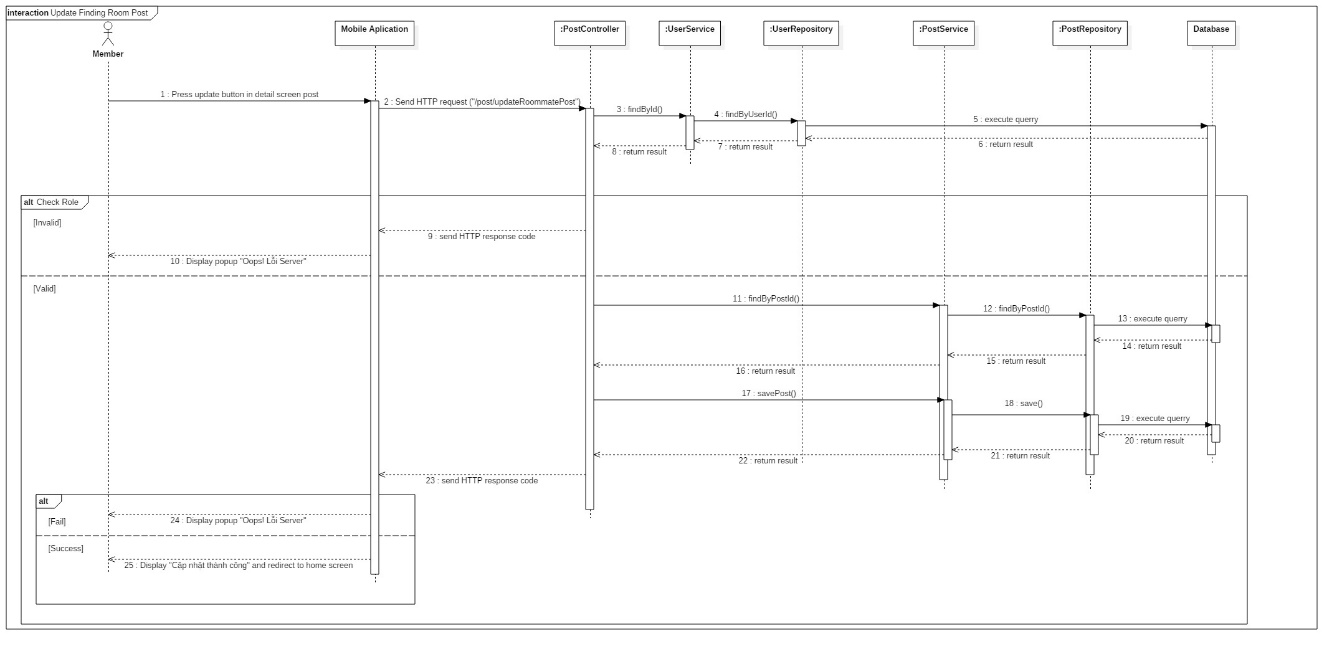 interaction Update Finding Room Post
Member
Mobile Aplication
:PostController
:UserService
:UserRepository
:PostService
:PostRepository
Database
1 : Press update button in detail screen post
2 : Send HTTP request ("/post/updateRoommatePost")
3 : findById()
4 : findByUserId()
5 : execute querry
6 : return result
7 : return result
8 : return result
alt Check Role
[Invalid]
9 : send HTTP response code
10 : Display popup "Oops! Lỗi Server"
[Valid]
11 : findByPostId()
12 : findByPostId()
13 : execute querry
14 : return result
15 : return result
16 : return result
17 : savePost()
18 : save()
19 : execute querry
20 : return result
21 : return result
22 : return result
23 : send HTTP response code
alt
[Fail]
24 : Display popup "Oops! Lỗi Server"
[Success]
25 : Display "Cập nhật thành công" and redirect to home screen